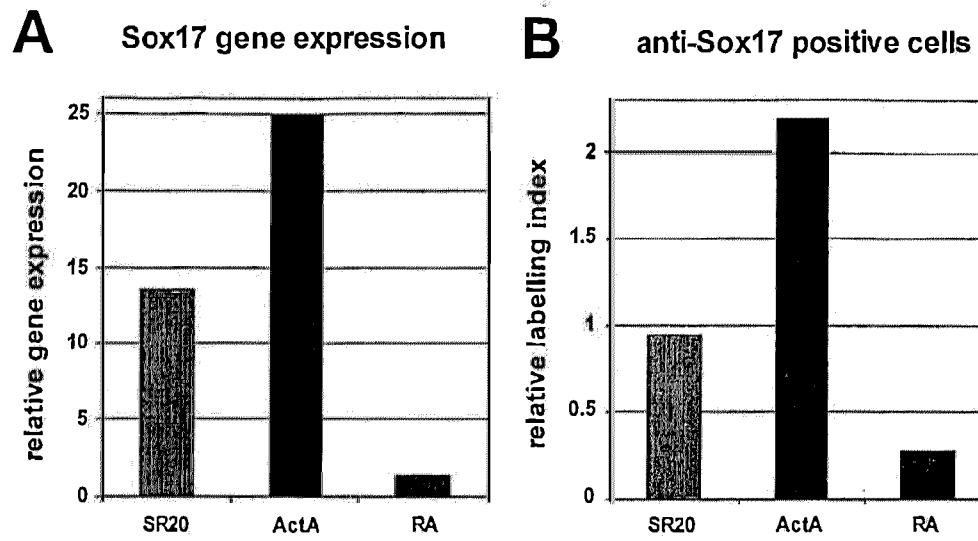 A
Sox17 gene expression
relative gene expression
25
20
15
10
5
0
SR20
ActA
RA
B
anti-Sox17 positive cells
relative labelling index
2
1.5
1
0.5
0
SR20
ActA
RA